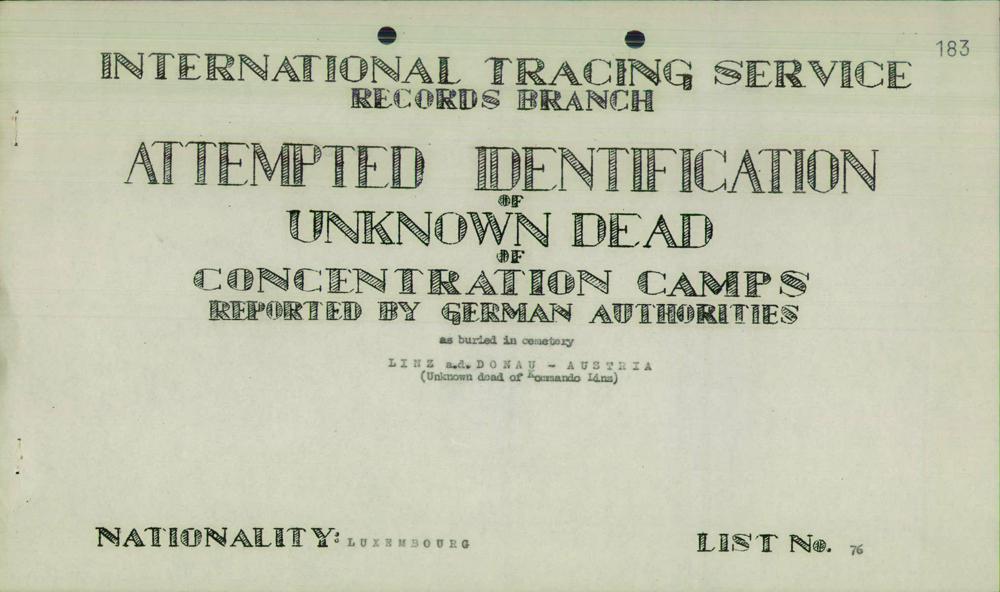 183
INTERNATIONAL TRACING SERVICE
RECORDS BRANCH
ATTEMPTED IDENTIFICATION
OF
UNKNOWN DEAD
OF
CONCENTRATION CAMPS
REPORTED BY GERMAN AUTHORITIES
as buried in cemetery
LINZ a.d. DONAU - AUSTRIA
(Unknown dead of Kommando Linz)
NATIONALITY: LUXEMBOURG
LIST No. 76